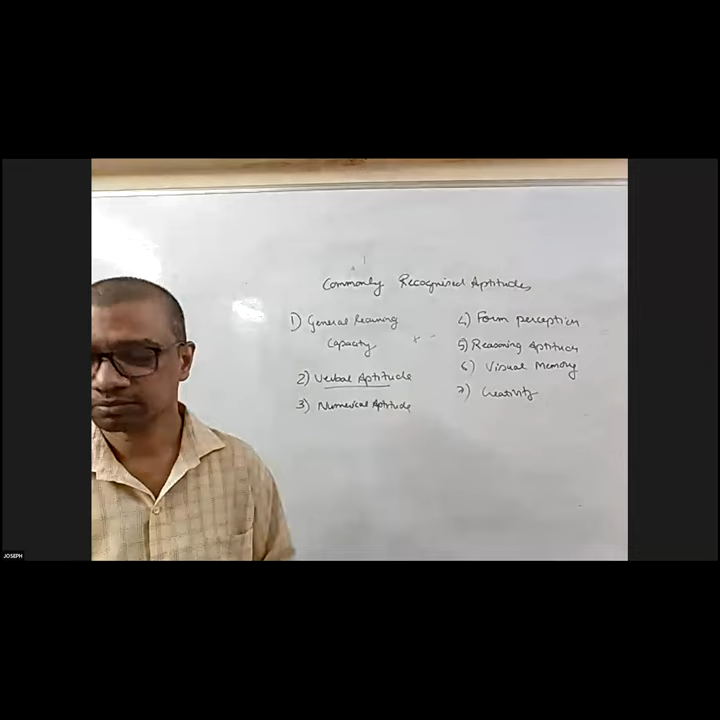 Commonly Recognised Aptitudes
1) General learning
capacity
2) Verbal Aptitude
3) Numerical Aptitude
4) Form perception
5) Reasoning Aptitude
6) Visual Memory
7) Creativity
JOSEPH